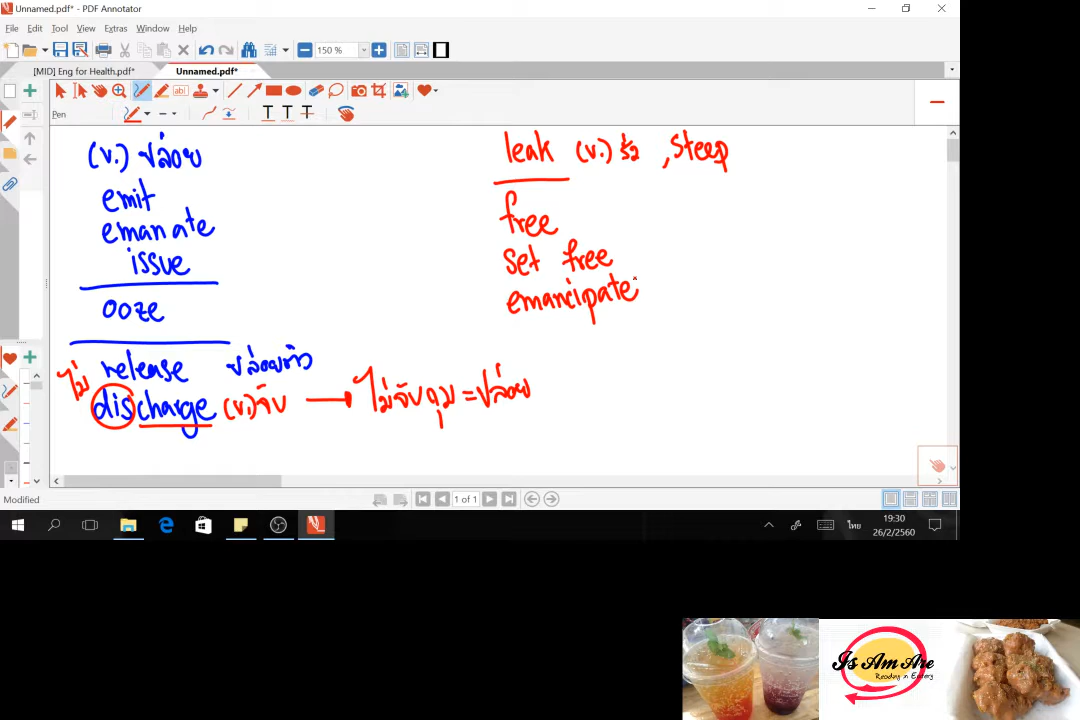 Unnamed.pdf* - PDF Annotator
File Edit Tool View Extras Window Help
150 %
[MID] Eng for Health.pdf* Unnamed.pdf*
Pen
(v.) ปล่อย
emit
emanate
issue
ooze
release ปล่อยตัว
ไม่
discharge (v.) จับ → ไม่จับกุม = ปล่อย
leak (v.) รั่ว , steep
free
set free
emancipate
1 of 1
Modified
19:30
ไทย
26/2/2560
Is Am Are
Reading n Eatery